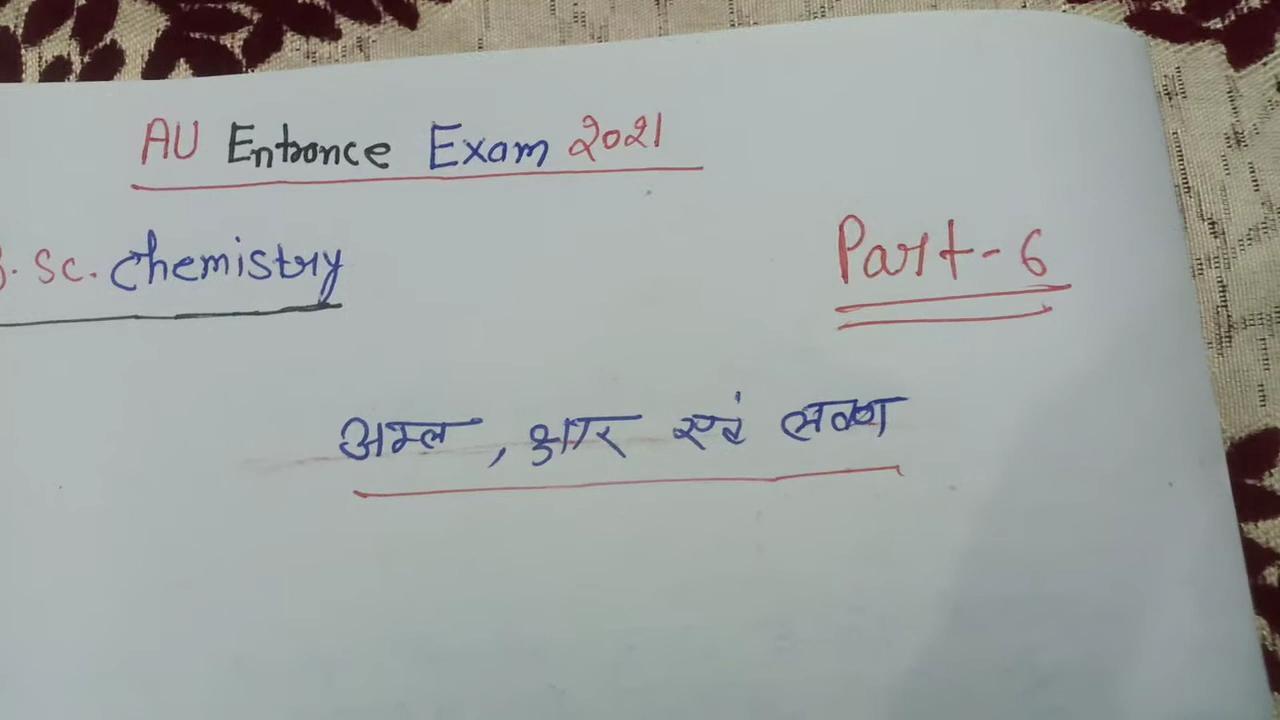 AU Entrance Exam 2021
B.Sc. Chemistry
Part-6
अम्ल, क्षार एवं लवण